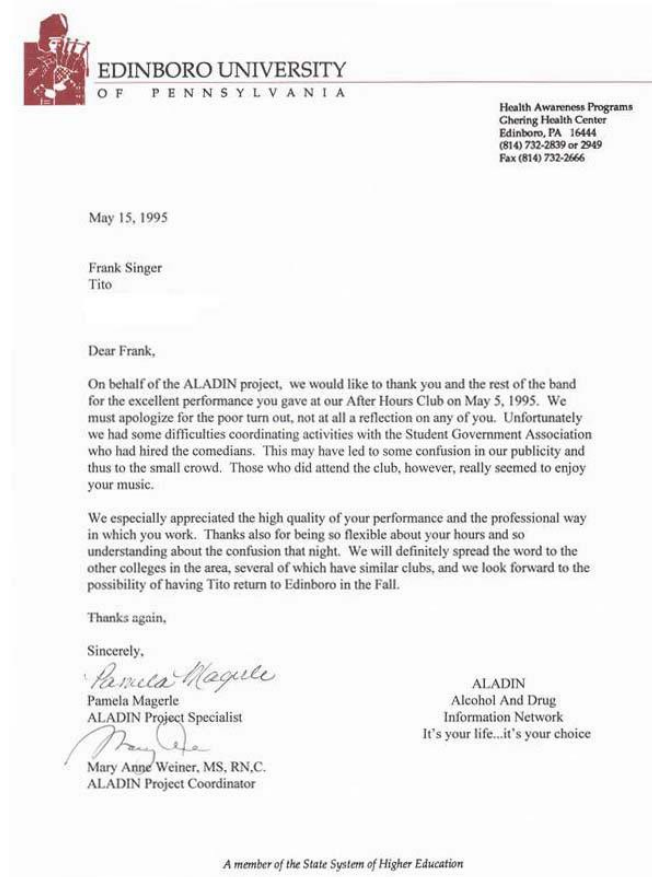 EDINBORO UNIVERSITY
OF PENNSYLVANIA
Health Awareness Programs
Ghering Health Center
Edinboro, PA 16444
(814) 732-2839 or 2949
Fax (814) 732-2666
May 15, 1995
Frank Singer
Tito
Dear Frank,
On behalf of the ALADIN project, we would like to thank you and the rest of the band
for the excellent performance you gave at our After Hours Club on May 5, 1995. We
must apologize for the poor turn out, not at all a reflection on any of you. Unfortunately
we had some difficulties coordinating activities with the Student Government Association
who had hired the comedians. This may have led to some confusion in our publicity and
thus to the small crowd. Those who did attend the club, however, really seemed to enjoy
your music.
We especially appreciated the high quality of your performance and the professional way
in which you work. Thanks also for being so flexible about your hours and so
understanding about the confusion that night. We will definitely spread the word to the
other colleges in the area, several of which have similar clubs, and we look forward to the
possibility of having Tito return to Edinboro in the Fall.
Thanks again,
Sincerely,
Pamela Magerle
Pamela Magerle
ALADIN Project Specialist
Mary Anne Weiner, MS, RN,C.
ALADIN Project Coordinator
ALADIN
Alcohol And Drug
Information Network
It's your life...it's your choice
A member of the State System of Higher Education